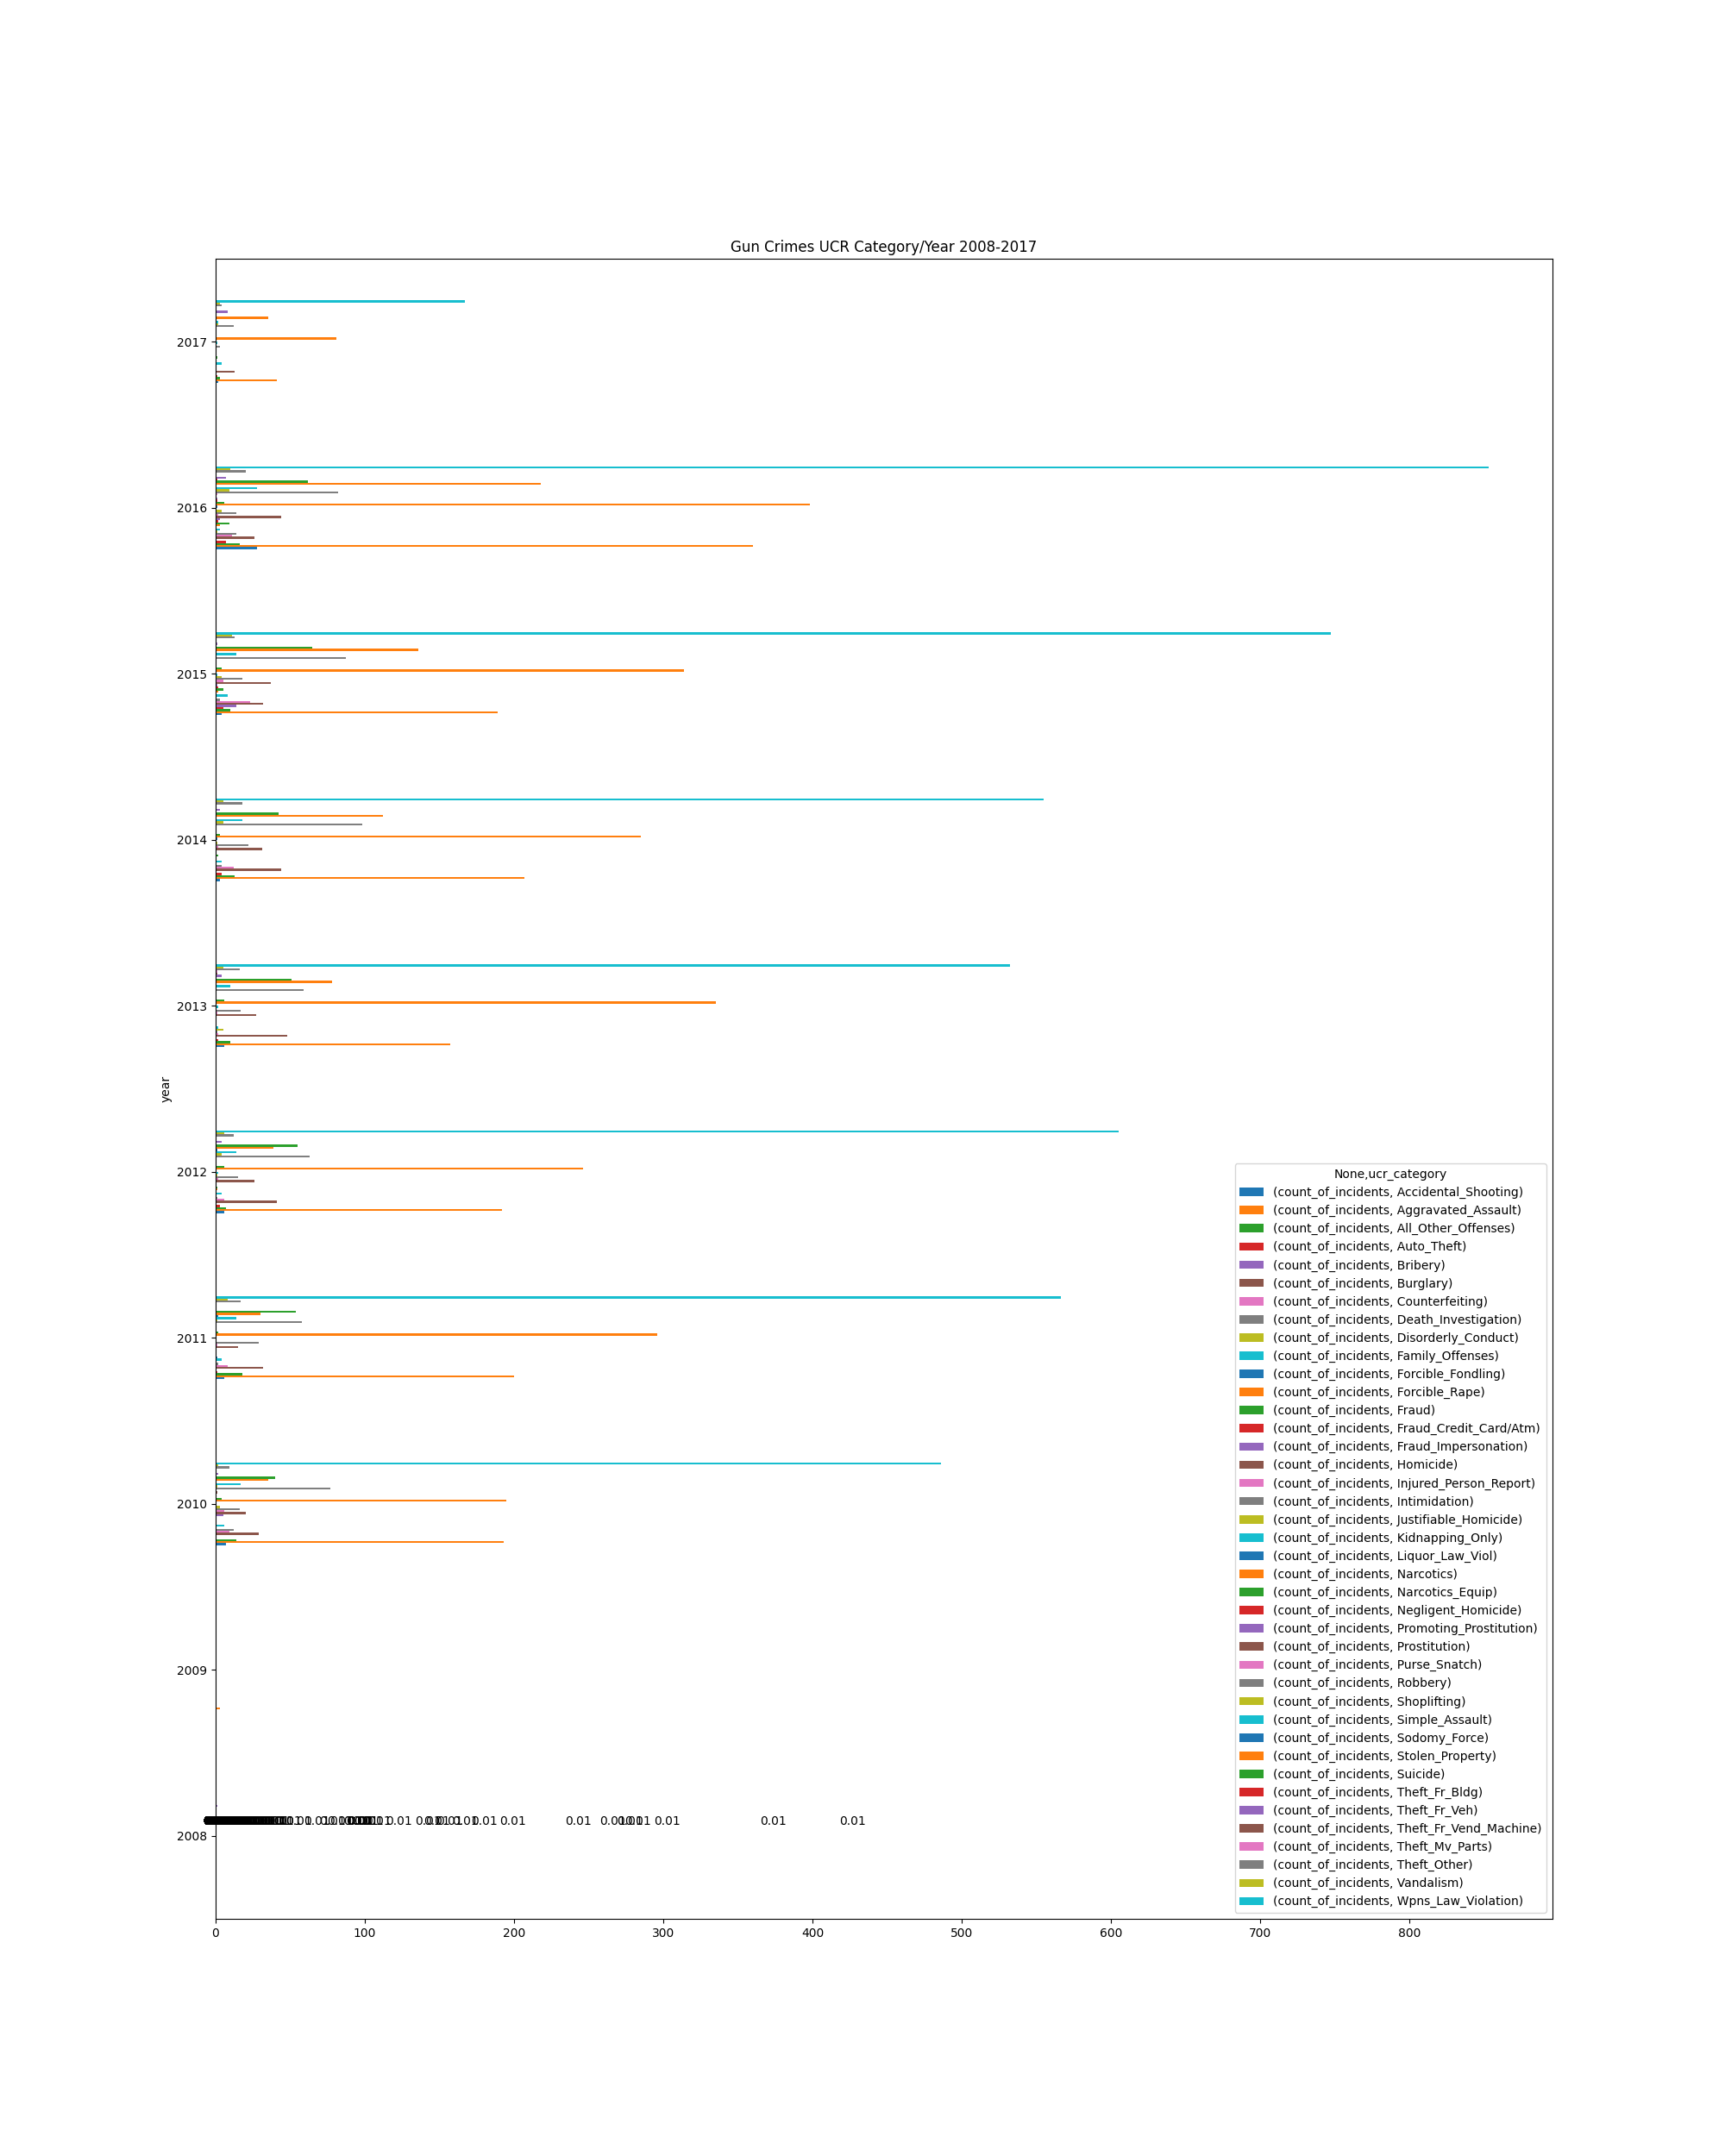 Gun Crimes UCR Category/Year 2008-2017
2017
2016
2015
2014
2013
year
2012
None,ucr_category
(count_of_incidents, Accidental_Shooting)
(count_of_incidents, Aggravated_Assault)
(count_of_incidents, All_Other_Offenses)
(count_of_incidents, Auto_Theft)
(count_of_incidents, Bribery)
(count_of_incidents, Burglary)
(count_of_incidents, Counterfeiting)
(count_of_incidents, Death_Investigation)
(count_of_incidents, Disorderly_Conduct)
(count_of_incidents, Family_Offenses)
(count_of_incidents, Forcible_Fondling)
(count_of_incidents, Forcible_Rape)
(count_of_incidents, Fraud)
(count_of_incidents, Fraud_Credit_Card/Atm)
(count_of_incidents, Fraud_Impersonation)
(count_of_incidents, Homicide)
(count_of_incidents, Injured_Person_Report)
(count_of_incidents, Intimidation)
(count_of_incidents, Justifiable_Homicide)
(count_of_incidents, Kidnapping_Only)
(count_of_incidents, Liquor_Law_Viol)
(count_of_incidents, Narcotics)
(count_of_incidents, Narcotics_Equip)
(count_of_incidents, Negligent_Homicide)
(count_of_incidents, Promoting_Prostitution)
(count_of_incidents, Prostitution)
(count_of_incidents, Purse_Snatch)
(count_of_incidents, Robbery)
(count_of_incidents, Shoplifting)
(count_of_incidents, Simple_Assault)
(count_of_incidents, Sodomy_Force)
(count_of_incidents, Stolen_Property)
(count_of_incidents, Suicide)
(count_of_incidents, Theft_Fr_Bldg)
(count_of_incidents, Theft_Fr_Veh)
(count_of_incidents, Theft_Fr_Vend_Machine)
(count_of_incidents, Theft_Mv_Parts)
(count_of_incidents, Theft_Other)
(count_of_incidents, Vandalism)
(count_of_incidents, Wpns_Law_Violation)
2011
2010
2009
0.01 0.01 0.01 0.01 0.01 0.01
2008
0 100 200 300 400 500 600 700 800